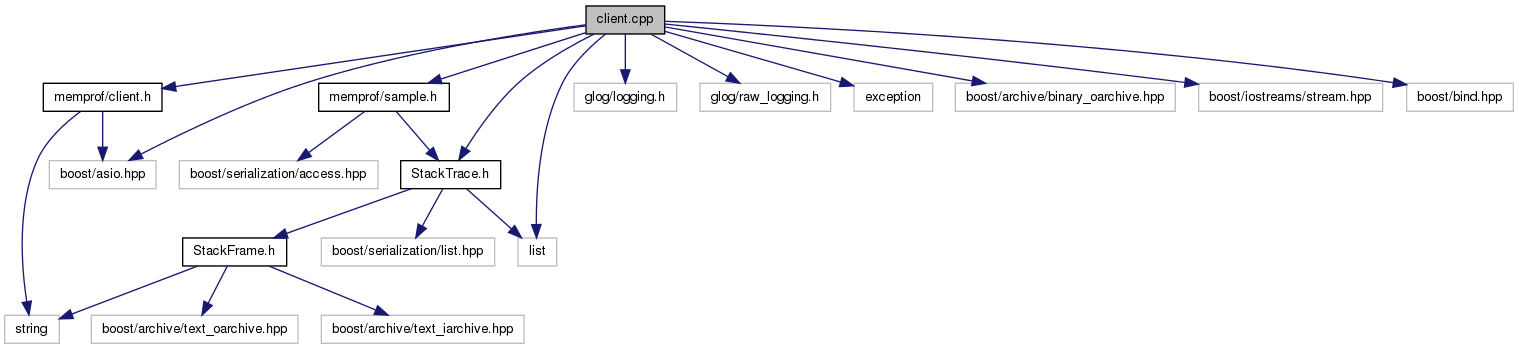 client.cpp
memprof/client.h
memprof/sample.h
glog/logging.h
glog/raw_logging.h
exception
boost/archive/binary_oarchive.hpp
boost/iostreams/stream.hpp
boost/bind.hpp
boost/asio.hpp
boost/serialization/access.hpp
StackTrace.h
StackFrame.h
boost/serialization/list.hpp
list
string
boost/archive/text_oarchive.hpp
boost/archive/text_iarchive.hpp